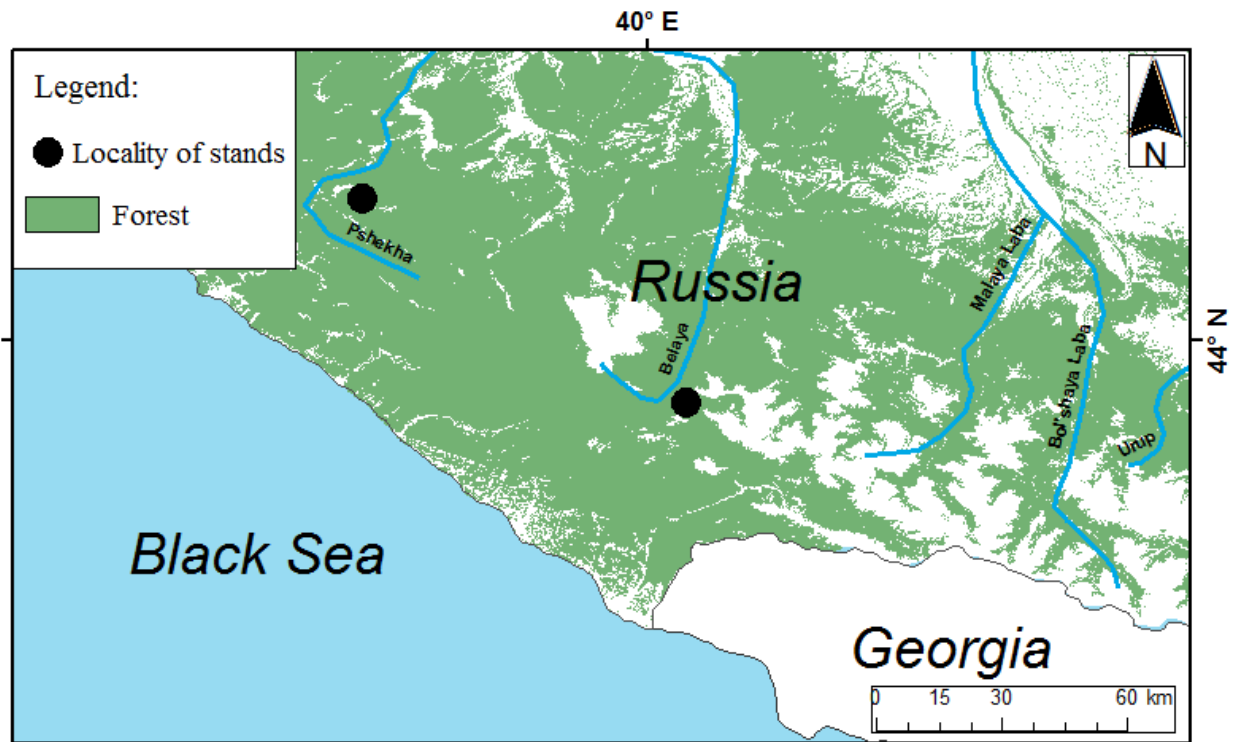 40° E
Legend:
Locality of stands
Forest
N
Pshekha
Russia
Malaya Laba
Belaya
44° N
Bol'shaya Laba
Urup
Black Sea
Georgia
0 15 30 60 km